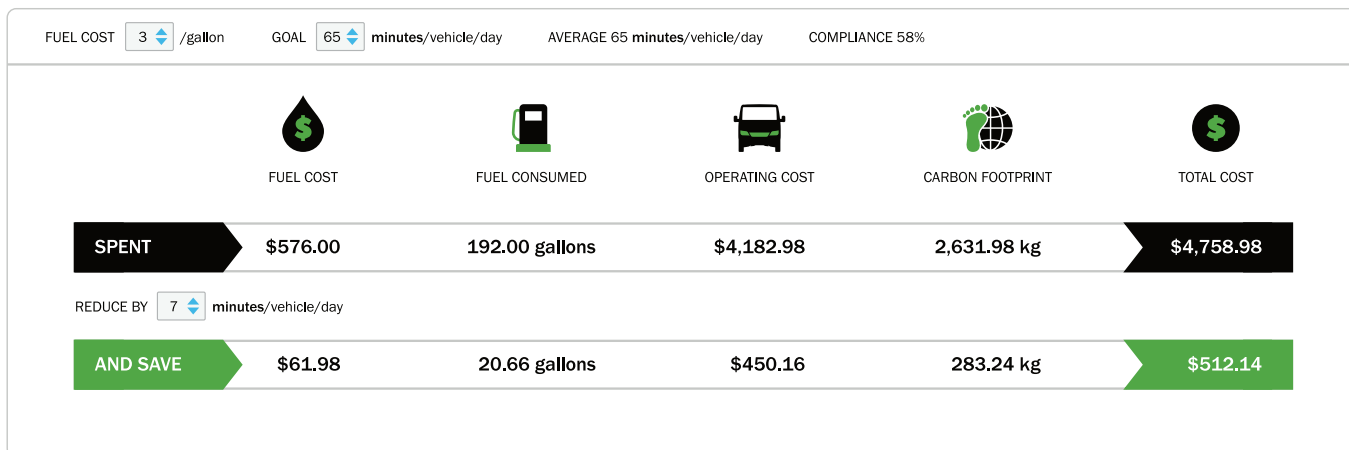 FUEL COST 3 /gallon GOAL 65 minutes/vehicle/day AVERAGE 65 minutes/vehicle/day COMPLIANCE 58%
$ $
FUEL COST FUEL CONSUMED OPERATING COST CARBON FOOTPRINT TOTAL COST
SPENT $576.00 192.00 gallons $4,182.98 2,631.98 kg $4,758.98
REDUCE BY 7 minutes/vehicle/day
AND SAVE $61.98 20.66 gallons $450.16 283.24 kg $512.14